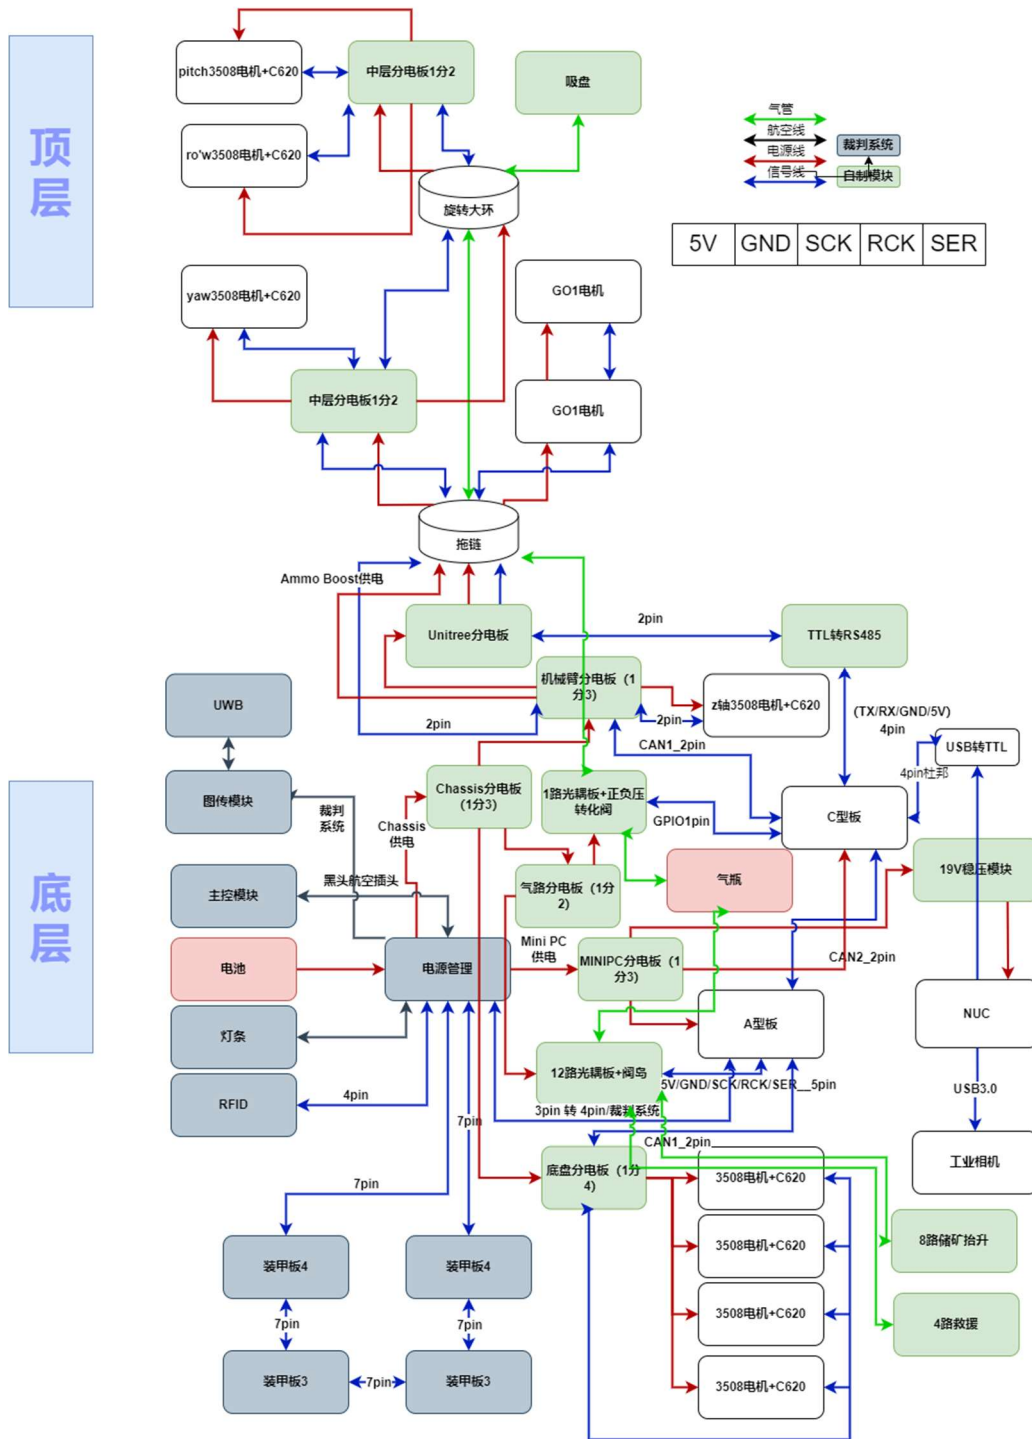 顶
层
pitch3508电机+C620
中层分电板1分2
吸盘
ro'w3508电机+C620
旋转大环
气管
航空线
电源线
信号线
裁判系统
自制模块
5V GND SCK RCK SER
yaw3508电机+C620
GO1电机
中层分电板1分2
GO1电机
拖链
Ammo Boost供电
Unitree分电板
2pin
TTL转RS485
机械臂分电板（1
分3）
z轴3508电机+C620
2pin
2pin
CAN1_2pin
(TX/RX/GND/5V)
4pin
USB转TTL
4pin杜邦
底
层
UWB
图传模块
裁判
系统
Chassis
供电
Chassis分电板
（1分3）
1路光耦板+正负压
转化阀
GPIO1pin
C型板
19V稳压模块
主控模块
黑头航空插头
气路分电板（1分
2）
气瓶
电池
电源管理
Mini PC
供电
MINIPC分电板（1
分3）
CAN2_2pin
NUC
灯条
A型板
RFID
4pin
12路光耦板+阀岛
5V/GND/SCK/RCK/SER__5pin
3pin 转 4pin/裁判系统
USB3.0
7pin
CAN1_2pin
工业相机
7pin
底盘分电板（1分
4）
3508电机+C620
装甲板4
装甲板4
3508电机+C620
8路储矿抬升
7pin
7pin
3508电机+C620
4路救援
装甲板3
7pin
装甲板3
3508电机+C620